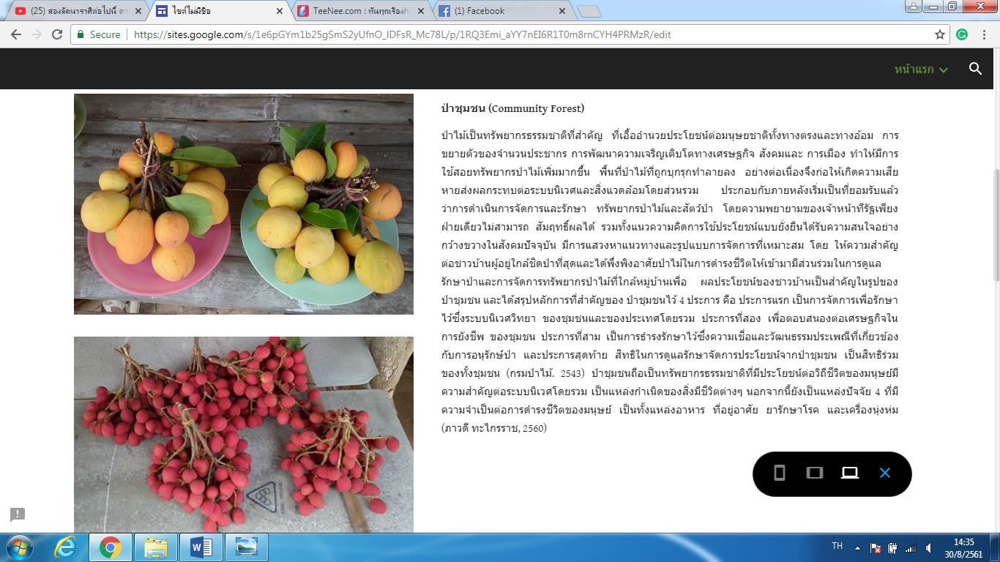 (25) สองลัดนาราศีต่อไปนี้
ไซต์ไม่มีชื่อ
TeeNee.com : ทันทุกเรื่อง
(1) Facebook
Secure
https://sites.google.com/s/1e6pGYm1b25gSmS2yUfnO_lDFsR_Mc78L/p/1RQ3Emi_aYY7nEI6R1T0m8rnCYH4PRMzR/edit
หน้าแรก
ป่าชุมชน (Community Forest)
ป่าไม้เป็นทรัพยากรธรรมชาติที่สำคัญ ที่เอื้ออำนวยประโยชน์ต่อมนุษยชาติทั้งทางตรงและทางอ้อม การ
ขยายตัวของจำนวนประชากร การพัฒนาความเจริญเติบโตทางเศรษฐกิจ สังคมและ การเมือง ทำให้มีการ
ใช้สอยทรัพยากรป่าไม้เพิ่มมากขึ้น พื้นที่ป่าไม้ที่ถูกบุกรุกทำลายลง อย่างต่อเนื่องจึงก่อให้เกิดความเสีย
หายส่งผลกระทบต่อระบบนิเวศและสิ่งแวดล้อมโดยส่วนรวม ประกอบกับภายหลังเริ่มเป็นที่ยอมรับแล้ว
ว่าการดำเนินการจัดการและรักษา ทรัพยากรป่าไม้และสัตว์ป่า โดยความพยายามของเจ้าหน้าที่รัฐเพียง
ฝ่ายเดียวไม่สามารถ สัมฤทธิ์ผลได้ รวมทั้งแนวความคิดการใช้ประโยชน์แบบยั่งยืนได้รับความสนใจอย่าง
กว้างขวางในสังคมปัจจุบัน มีการแสวงหาแนวทางและรูปแบบการจัดการที่เหมาะสม โดย ให้ความสำคัญ
ต่อชาวบ้านผู้อยู่ใกล้ชิดป่าที่สุดและได้พึ่งพิงอาศัยป่าไม้ในการดำรงชีวิตให้เข้ามามีส่วนร่วมในการดูแล
รักษาป่าและการจัดการทรัพยากรป่าไม้ที่ใกล้หมู่บ้านเพื่อ ผลประโยชน์ของชาวบ้านเป็นสำคัญในรูปของ
ป่าชุมชน และได้สรุปหลักการที่สำคัญของ ป่าชุมชนไว้ 4 ประการ คือ ประการแรก เป็นการจัดการเพื่อรักษา
ไว้ซึ่งระบบนิเวศวิทยา ของชุมชนและของประเทศโดยรวม ประการที่สอง เพื่อตอบสนองต่อเศรษฐกิจใน
การยังชีพ ของชุมชน ประการที่สาม เป็นการธำรงรักษาไว้ซึ่งความเชื่อและวัฒนธรรมประเพณีที่เกี่ยวข้อง
กับการอนุรักษ์ป่า และประการสุดท้าย สิทธิในการดูแลรักษาจัดการประโยชน์จากป่าชุมชน เป็นสิทธิร่วม
ของทั้งชุมชน (กรมป่าไม้. 2543) ป่าชุมชนถือเป็นทรัพยากรธรรมชาติที่มีประโยชน์ต่อวิถีชีวิตของมนุษย์มี
ความสำคัญต่อระบบนิเวศโดยรวม เป็นแหล่งกำเนิดของสิ่งมีชีวิตต่างๆ นอกจากนี้ยังเป็นแหล่งปัจจัย 4 ที่มี
ความจำเป็นต่อการดำรงชีวิตของมนุษย์ เป็นทั้งแหล่งอาหาร ที่อยู่อาศัย ยารักษาโรค และเครื่องนุ่งห่ม
(ภาวดี ทะไกรราช, 2560)
TH
14:35
30/8/2561